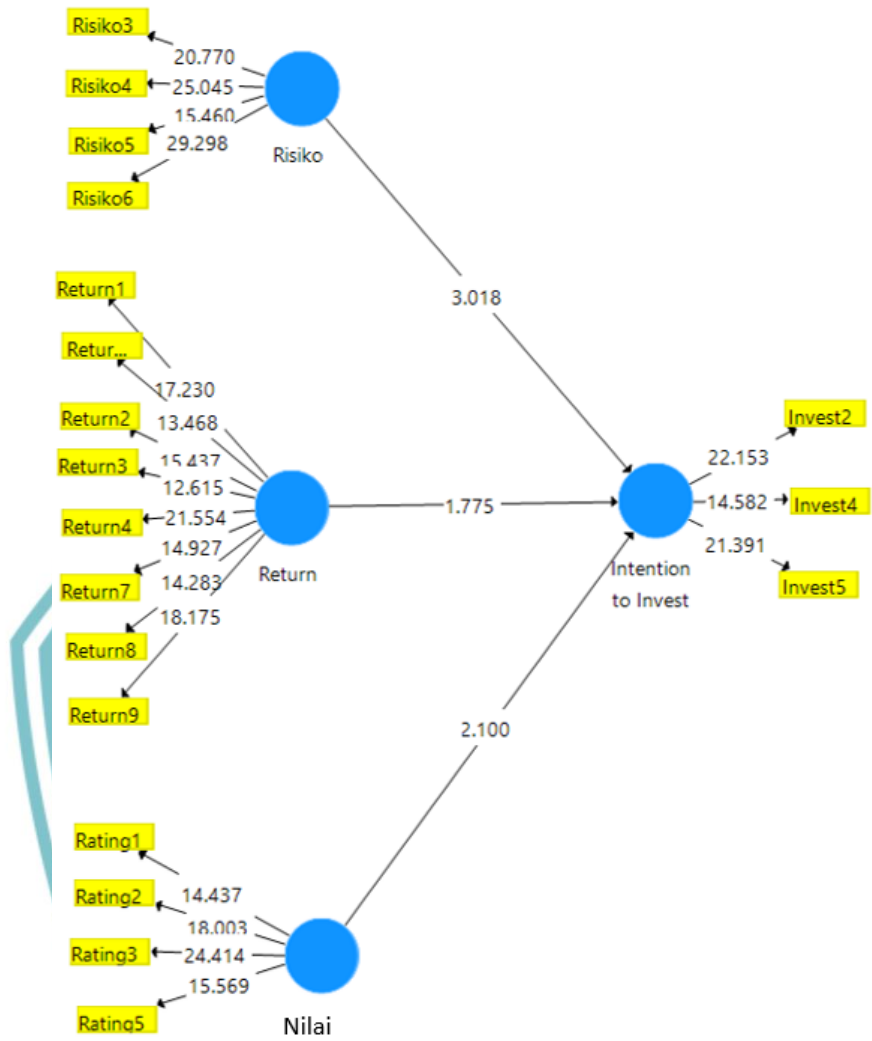 Risiko3
20.770
Risiko4
25.045
15.460
Risiko5
29.298
Risiko
Risiko6
Return1
3.018
Retur...
17.230
Return2
13.468
Invest2
15.437
Return3
22.153
12.615
Return4
21.554
1.775
14.582
Invest4
14.927
21.391
Return7
14.283
Return
Intention
to Invest
Invest5
18.175
Return8
Return9
2.100
Rating1
14.437
Rating2
18.003
Rating3
24.414
15.569
Rating5
Nilai